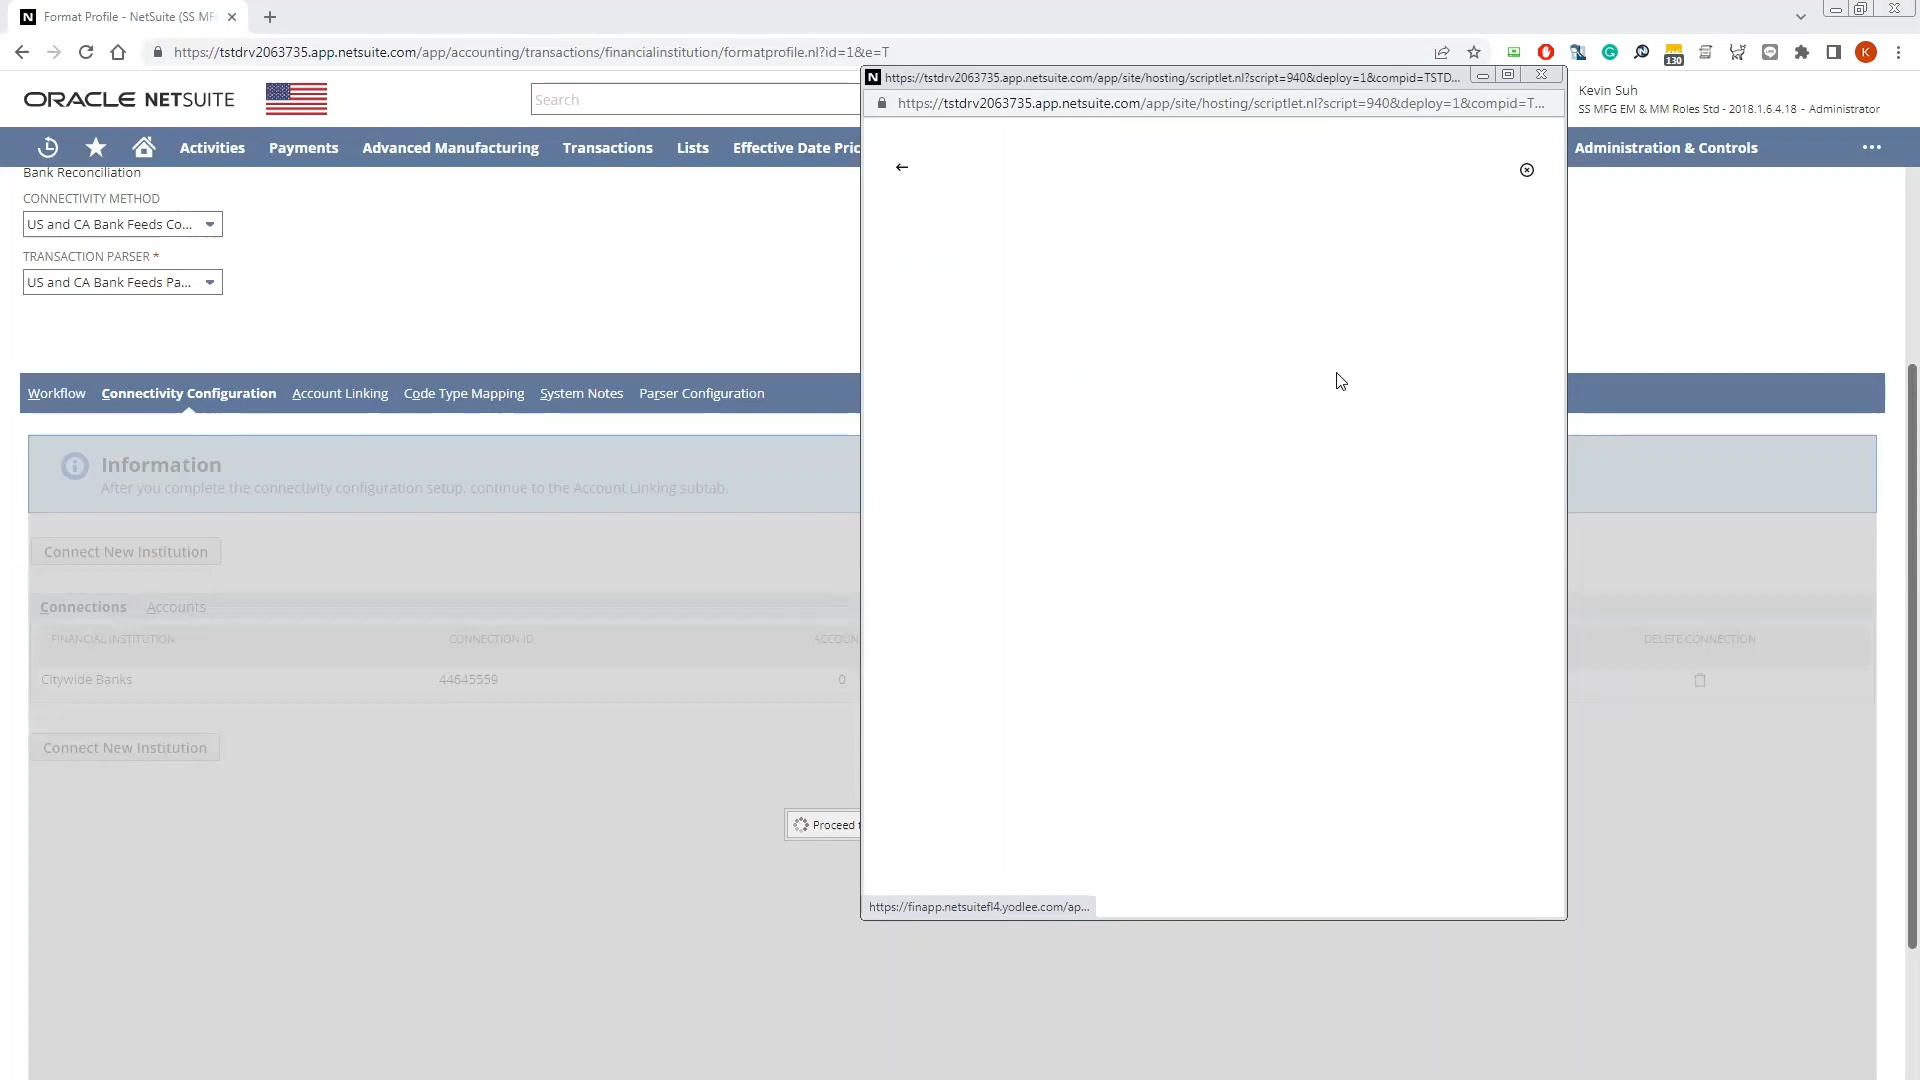 N Format Profile - NetSuite (SS MF
https://tstdrv2063735.app.netsuite.com/app/accounting/transactions/financialinstitution/formatprofile.nl?id=1&e=T
130
K
N https://tstdrv2063735.app.netsuite.com/app/site/hosting/scriptlet.nl?script=940&deploy=1&compid=TSTD...
https://tstdrv2063735.app.netsuite.com/app/site/hosting/scriptlet.nl?script=940&deploy=1&compid=T...
ORACLE NETSUITE
Search
Kevin Suh
SS MFG EM & MM Roles Std - 2018.1.6.4.18 - Administrator
Activities Payments Advanced Manufacturing Transactions Lists Effective Date Pric Administration & Controls
Bank Reconciliation
CONNECTIVITY METHOD
US and CA Bank Feeds Co...
TRANSACTION PARSER *
US and CA Bank Feeds Pa...
Workflow Connectivity Configuration Account Linking Code Type Mapping System Notes Parser Configuration
Information
After you complete the connectivity configuration setup, continue to the Account Linking subtab.
Connect New Institution
Connections Accounts
FINANCIAL INSTITUTION CONNECTION ID ACCOUN DELETE CONNECTION
Citywide Banks 44645559 0
Connect New Institution
Proceed t
https://finapp.netsuitefl4.yodlee.com/ap...